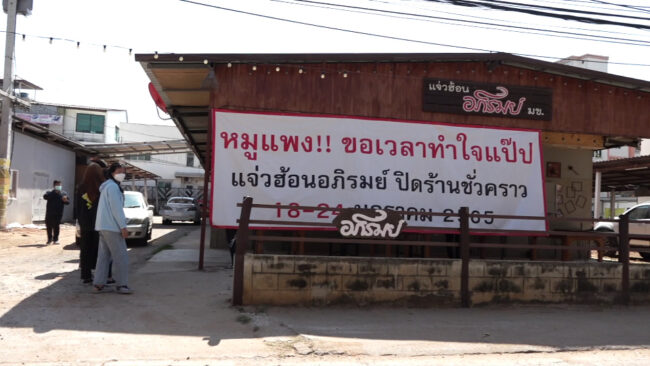 แจ่วฮ้อน
อภิรมย์ มข.
หมูแพง!! ขอเวลาทำใจแป๊ป
แจ่วฮ้อนอภิรมย์ ปิดร้านชั่วคราว
18-24 มกราคม 2565
อภิรมย์